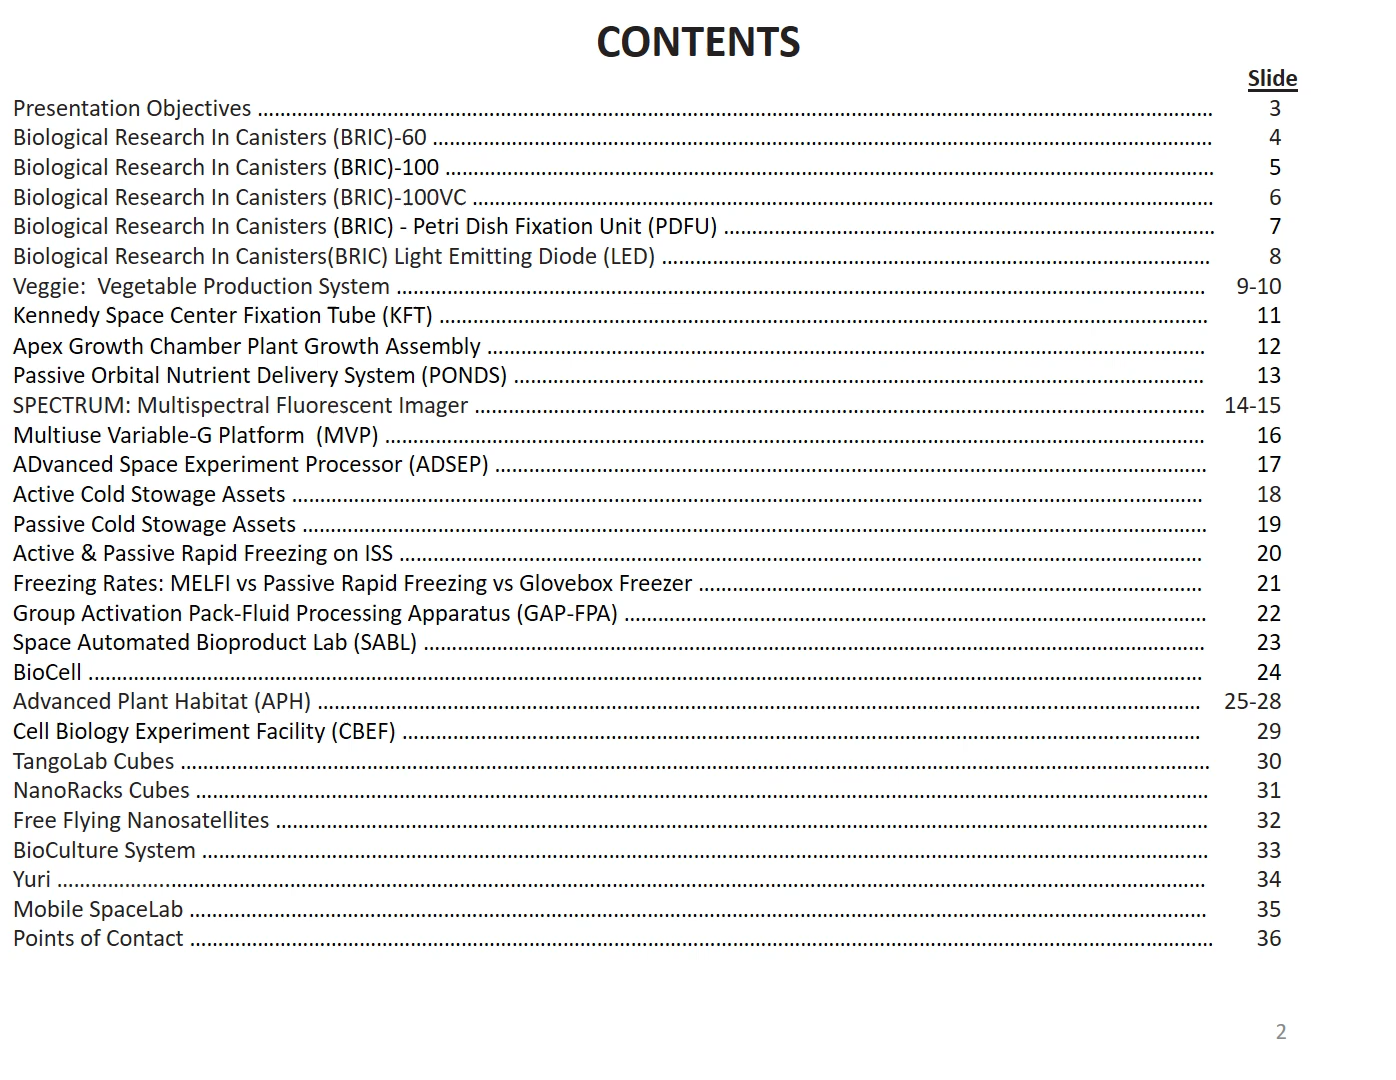 CONTENTS
Slide
Presentation Objectives ........................................ 3
Biological Research In Canisters (BRIC)-60 ........................................ 4
Biological Research In Canisters (BRIC)-100 ........................................ 5
Biological Research In Canisters (BRIC)-100VC ........................................ 6
Biological Research In Canisters (BRIC) - Petri Dish Fixation Unit (PDFU) ........................................ 7
Biological Research In Canisters(BRIC) Light Emitting Diode (LED) ........................................ 8
Veggie:  Vegetable Production System ........................................ 9-10
Kennedy Space Center Fixation Tube (KFT) ........................................ 11
Apex Growth Chamber Plant Growth Assembly ........................................ 12
Passive Orbital Nutrient Delivery System (PONDS) ........................................ 13
SPECTRUM: Multispectral Fluorescent Imager ........................................ 14-15
Multiuse Variable-G Platform  (MVP) ........................................ 16
ADvanced Space Experiment Processor (ADSEP) ........................................ 17
Active Cold Stowage Assets ........................................ 18
Passive Cold Stowage Assets ........................................ 19
Active & Passive Rapid Freezing on ISS ........................................ 20
Freezing Rates: MELFI vs Passive Rapid Freezing vs Glovebox Freezer ........................................ 21
Group Activation Pack-Fluid Processing Apparatus (GAP-FPA) ........................................ 22
Space Automated Bioproduct Lab (SABL) ........................................ 23
BioCell ........................................ 24
Advanced Plant Habitat (APH) ........................................ 25-28
Cell Biology Experiment Facility (CBEF) ........................................ 29
TangoLab Cubes ........................................ 30
NanoRacks Cubes ........................................ 31
Free Flying Nanosatellites ........................................ 32
BioCulture System ........................................ 33
Yuri ........................................ 34
Mobile SpaceLab ........................................ 35
Points of Contact ........................................ 36
2